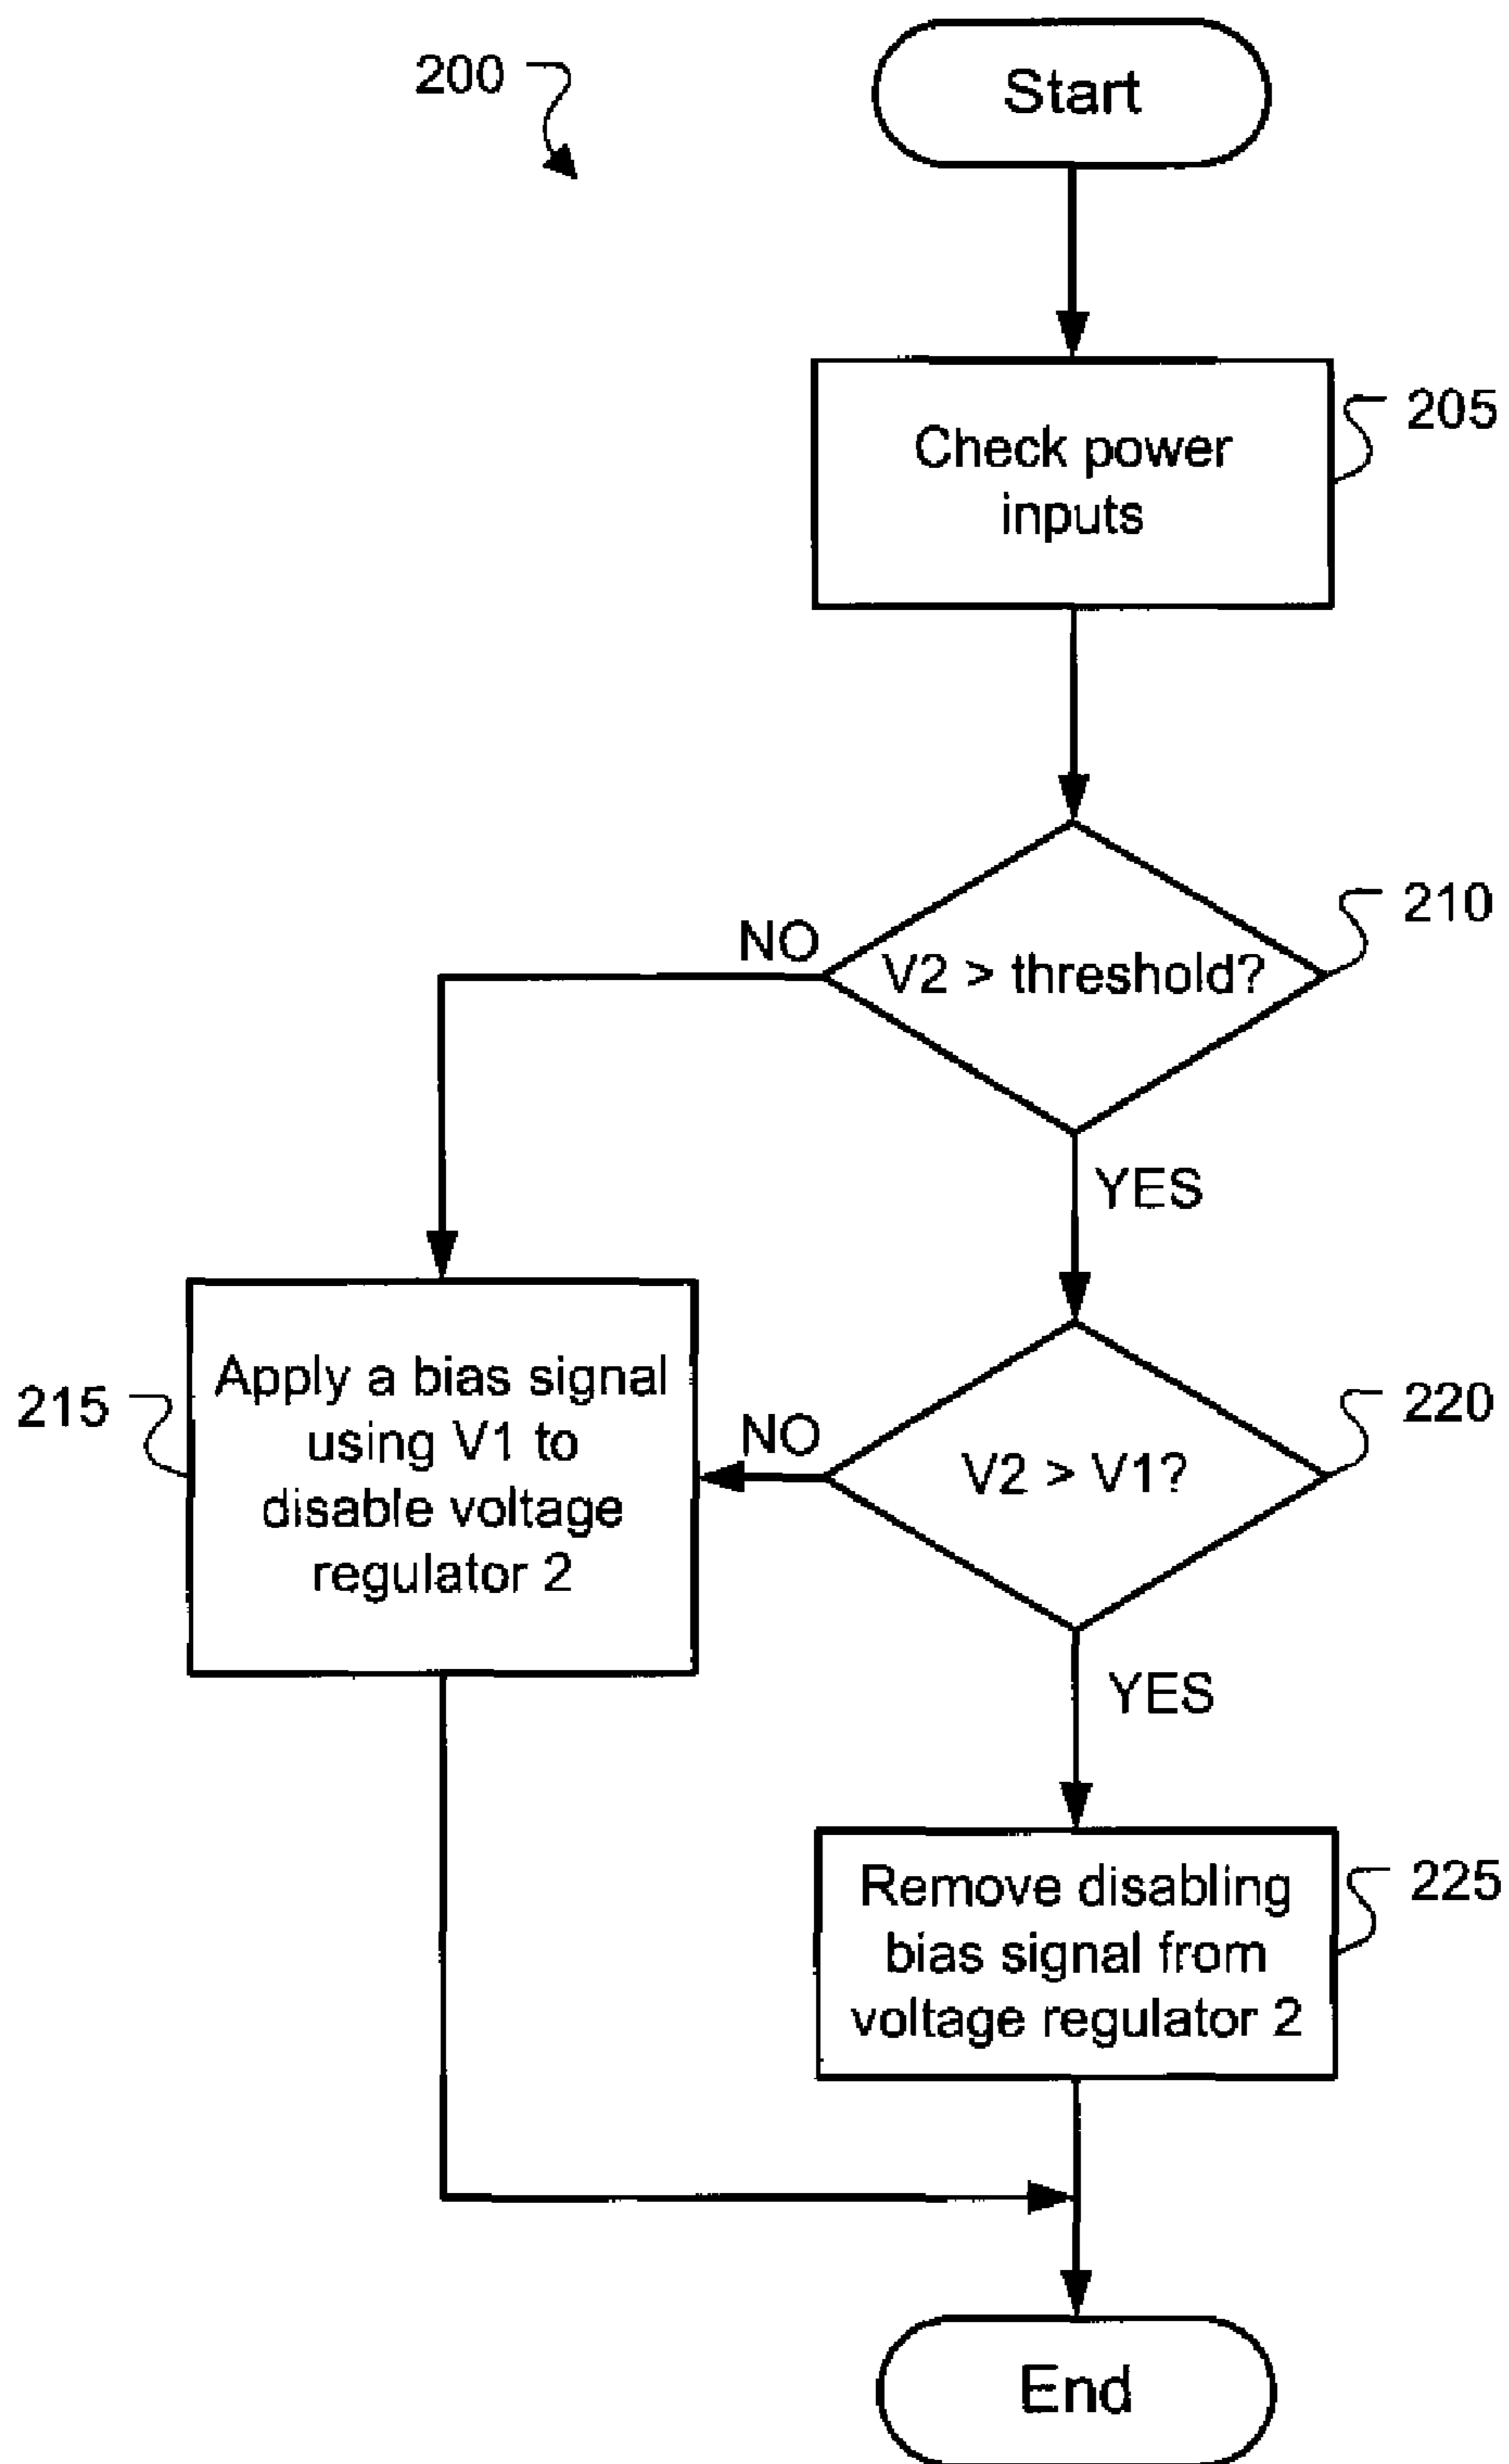 200
Start
Check power
inputs
205
V2 > threshold?
210
NO
YES
Apply a bias signal
using V1 to
disable voltage
regulator 2
215
NO
V2 > V1?
220
YES
Remove disabling
bias signal from
voltage regulator 2
225
End